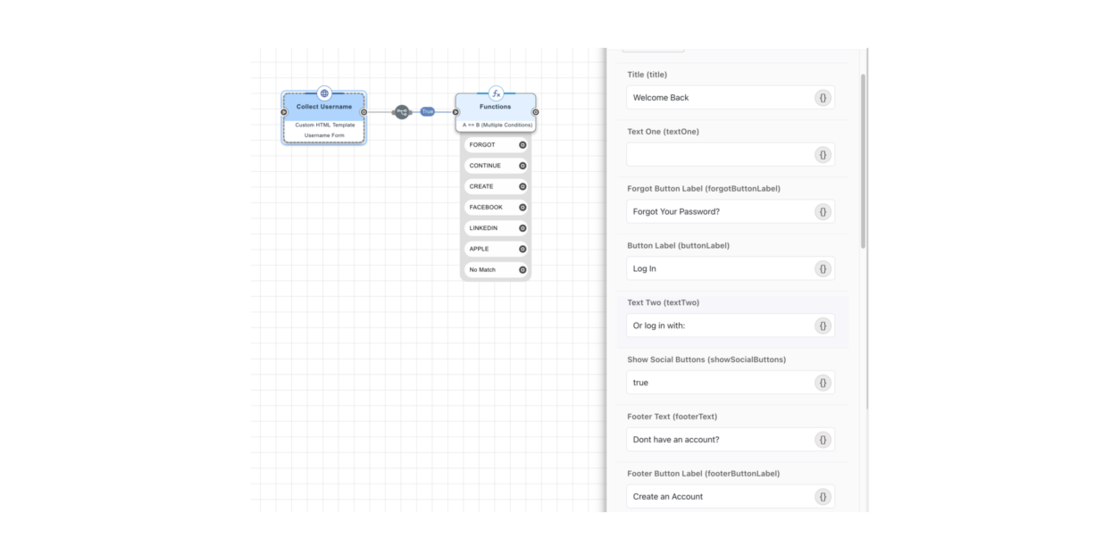 Collect Username
Custom HTML Template
Username Form
True
Functions
A == B (Multiple Conditions)
FORGOT
CONTINUE
CREATE
FACEBOOK
LINKEDIN
APPLE
No Match
Title (title)
Welcome Back
{}
Text One (textOne)
{}
Forgot Button Label (forgotButtonLabel)
Forgot Your Password?
{}
Button Label (buttonLabel)
Log In
{}
Text Two (textTwo)
Or log in with:
{}
Show Social Buttons (showSocialButtons)
true
{}
Footer Text (footerText)
Dont have an account?
{}
Footer Button Label (footerButtonLabel)
Create an Account
{}